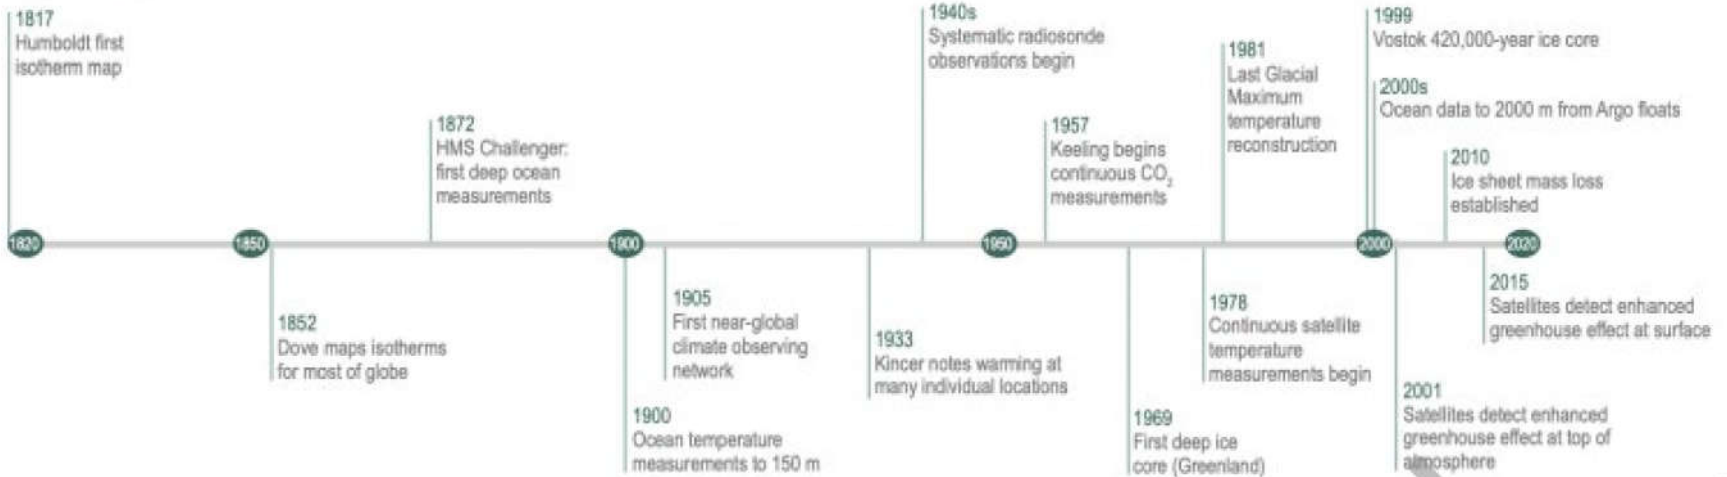 1817
Humboldt first
isotherm map
1872
HMS Challenger:
first deep ocean
measurements
1940s
Systematic radiosonde
observations begin
1957
Keeling begins
continuous CO₂
measurements
1981
Last Glacial
Maximum
temperature
reconstruction
1999
Vostok 420,000-year ice core
2000s
Ocean data to 2000 m from Argo floats
2010
Ice sheet mass loss
established
1820
1850
1900
1950
2000
2020
1852
Dove maps isotherms
for most of globe
1900
Ocean temperature
measurements to 150 m
1905
First near-global
climate observing
network
1933
Kincer notes warming at
many individual locations
1969
First deep ice
core (Greenland)
1978
Continuous satellite
temperature
measurements begin
2001
Satellites detect enhanced
greenhouse effect at top of
atmosphere
2015
Satellites detect enhanced
greenhouse effect at surface